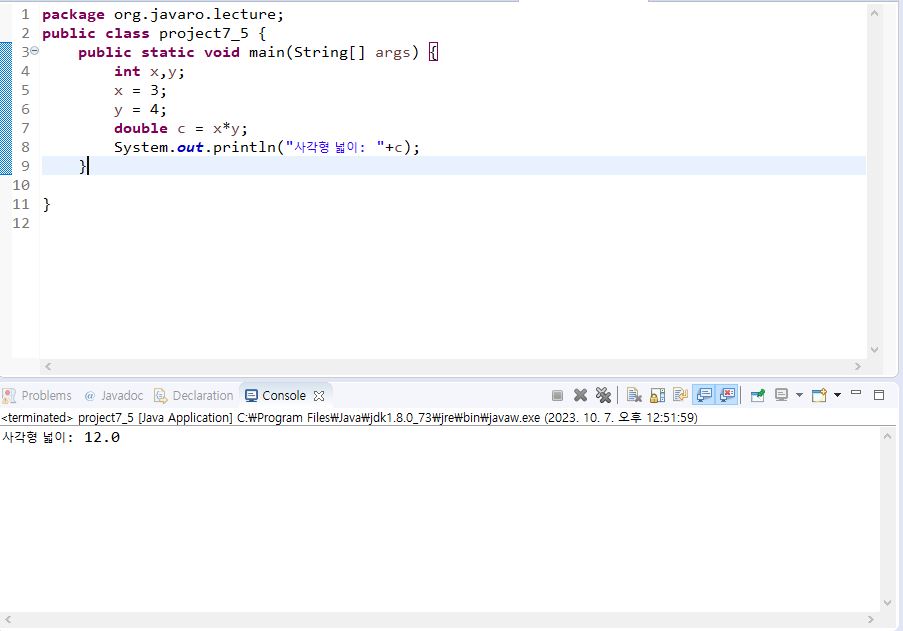 1 package org.javaro.lecture;
2 public class project7_5 {
3 public static void main(String[] args) {
4 int x,y;
5 x = 3;
6 y = 4;
7 double c = x*y;
8 System.out.println("사각형 넓이: "+c);
9 }
10
11 }
12
Problems @ Javadoc Declaration Console
<terminated> project7_5 [Java Application] C:₩Program Files₩Java₩jdk1.8.0_73₩jre₩bin₩javaw.exe (2023. 10. 7. 오후 12:51:59)
사각형 넓이: 12.0